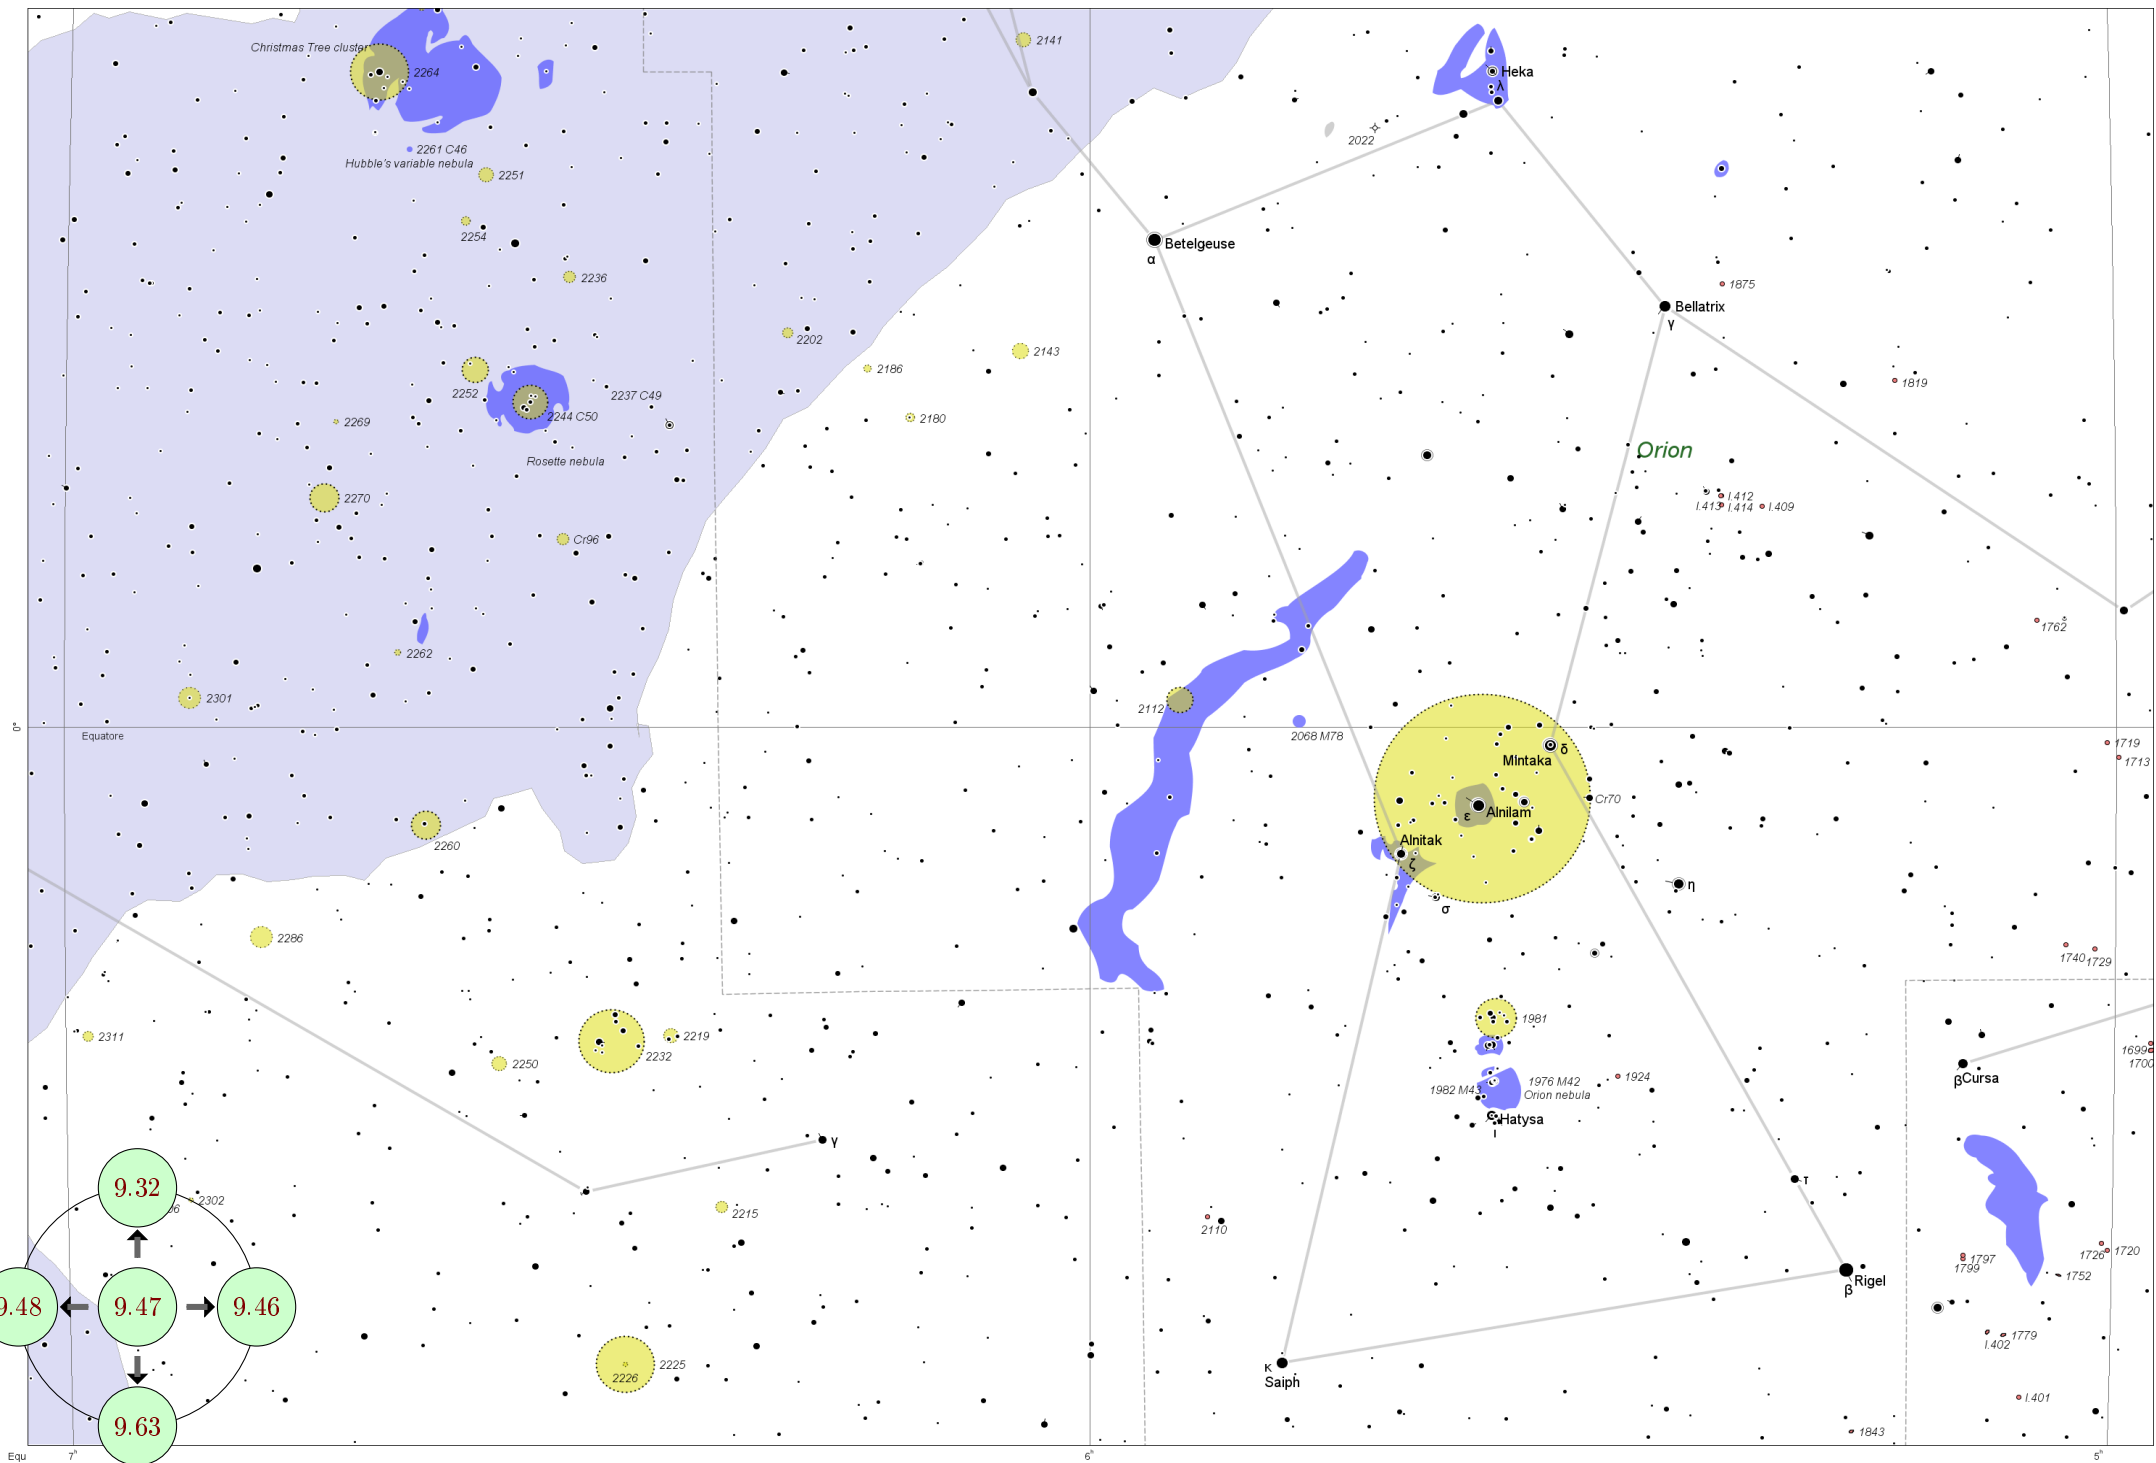 2141
Christmas Tree cluster
2264
Heka
λ
2022
2261 C46
Hubble's variable nebula
2251
2254
Betelgeuse
α
2236
1875
Bellatrix
γ
2202
2143
2186
1819
2252
2237 C49
2244 C50
2180
2269
Orion
Rosette nebula
2270
I.412
I.413
I.414
I.409
Cr96
1762
2262
2301
2112
0°
Equatore
2068 M78
MIntaka
δ
1719
1713
Cr70
Alnilam
ε
Alnitak
ζ
2260
η
σ
2286
1740
1729
1981
2311
2219
2232
2250
1699
1700
1982 M43
1976 M42
Orion nebula
1924
β
Cursa
Hatysa
ι
γ
τ
9.32
2302
2215
2110
1726
1720
1797
1799
1752
Rigel
β
9.48
9.47
9.46
I.402
1779
2225
2226
κ
Saiph
I.401
9.63
1843
Equ
7h
6h
5h